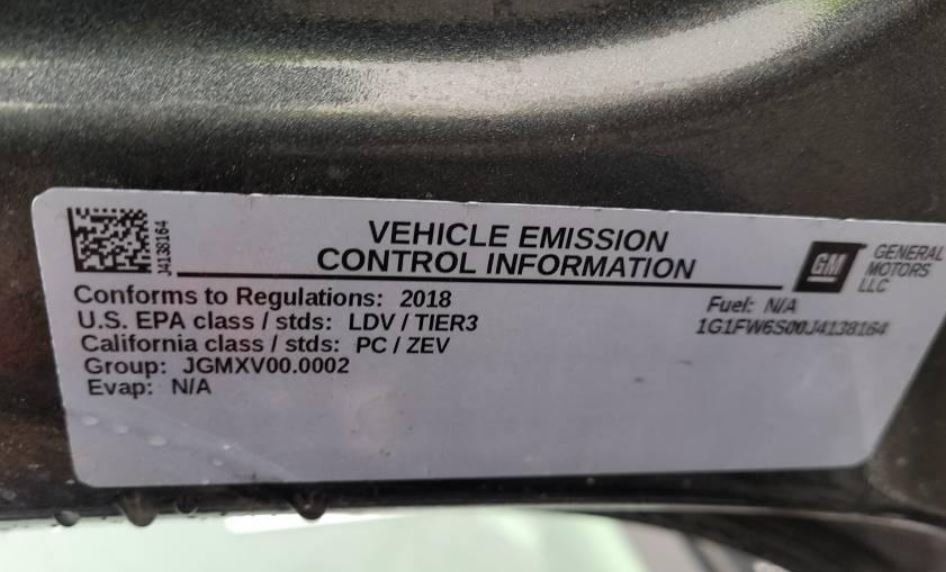 J4138164
VEHICLE EMISSION
CONTROL INFORMATION
GM
GENERAL
MOTORS
LLC
Conforms to Regulations: 2018
U.S. EPA class / stds: LDV / TIER3
California class / stds: PC / ZEV
Group: JGMXV00.0002
Evap: N/A
Fuel: N/A
1G1FW6S00J4138164